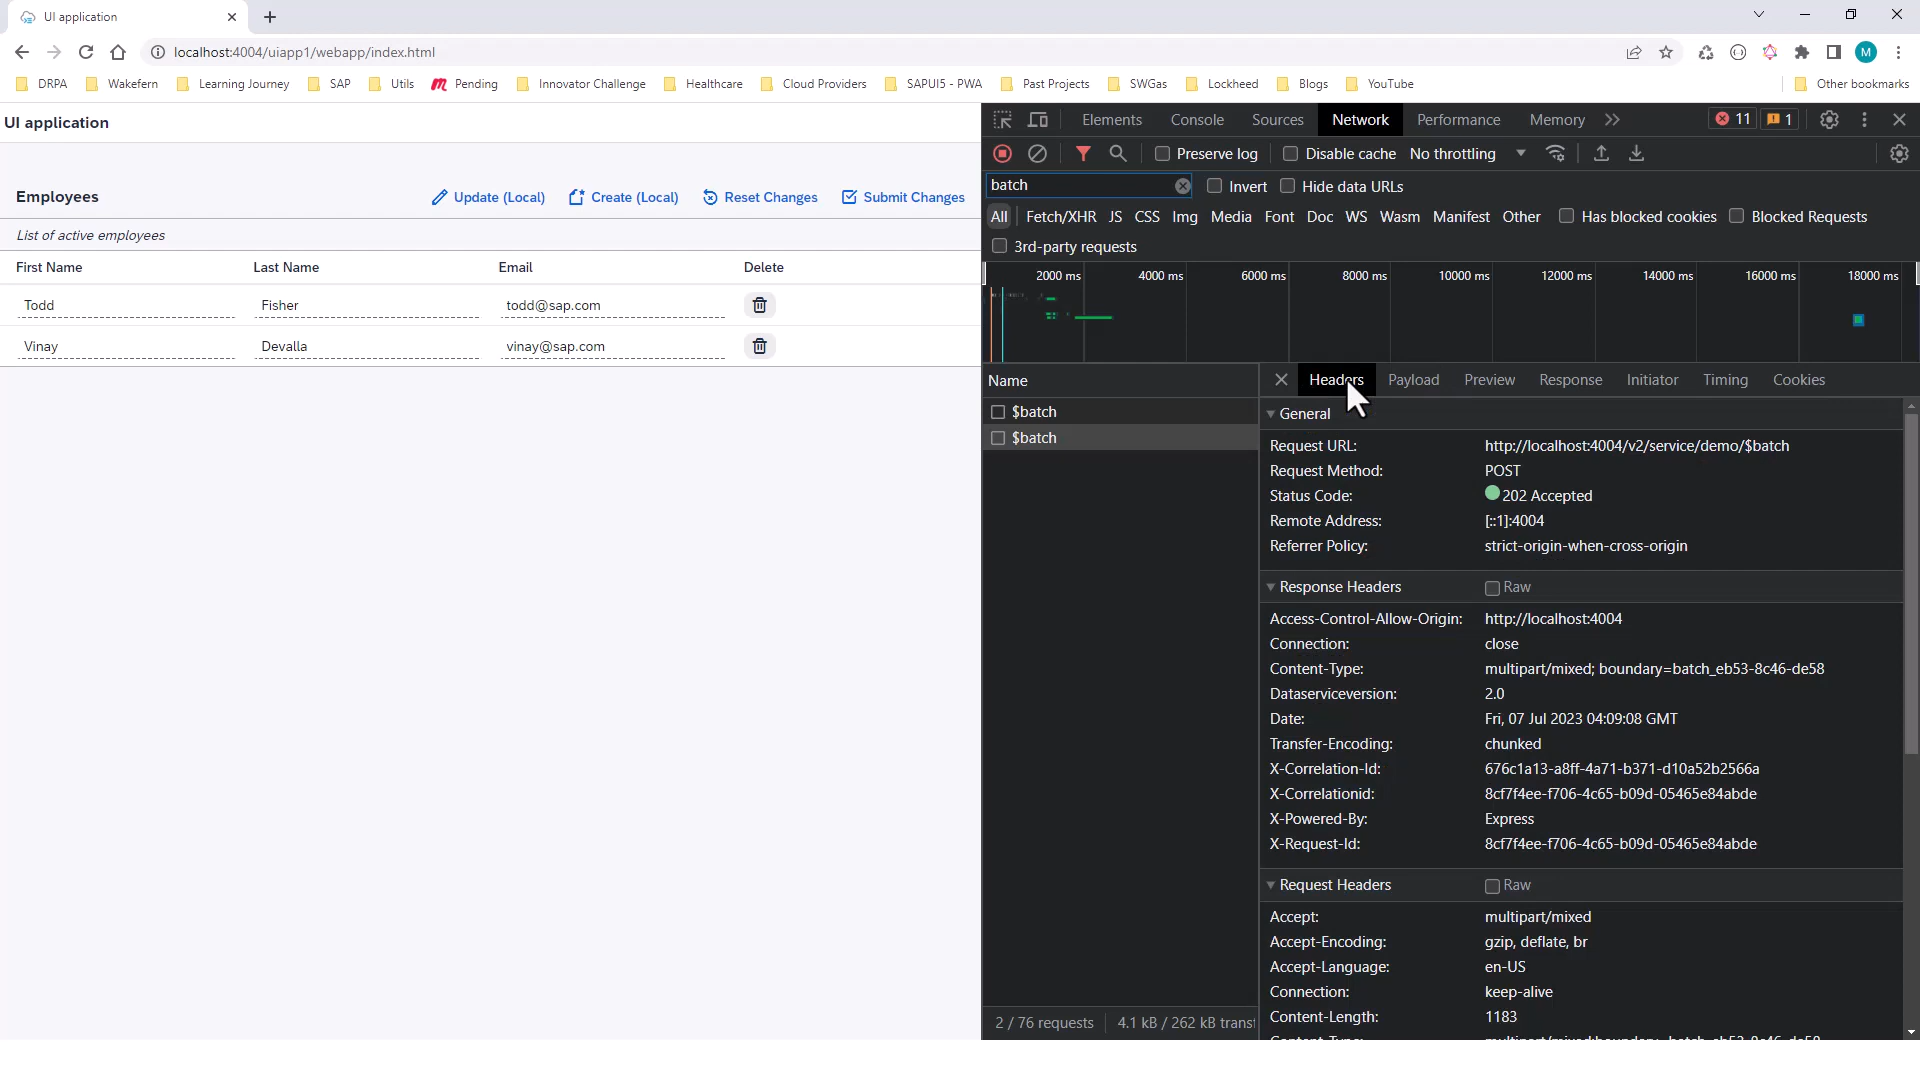 UI application
localhost:4004/uiapp1/webapp/index.html
M
DRPA Wakefern Learning Journey SAP Utils Pending Innovator Challenge Healthcare Cloud Providers SAPUI5 - PWA Past Projects SWGas Lockheed Blogs YouTube Other bookmarks
UI application
Employees Update (Local) Create (Local) Reset Changes Submit Changes
List of active employees
First Name Last Name Email Delete
Todd Fisher todd@sap.com
Vinay Devalla vinay@sap.com
Elements Console Sources Network Performance Memory 11 1
Preserve log Disable cache No throttling
batch Invert Hide data URLs
All Fetch/XHR JS CSS Img Media Font Doc WS Wasm Manifest Other Has blocked cookies Blocked Requests
3rd-party requests
2000 ms 4000 ms 6000 ms 8000 ms 10000 ms 12000 ms 14000 ms 16000 ms 18000 ms
Name
$batch
$batch
2 / 76 requests 4.1 kB / 262 kB transf
Headers Payload Preview Response Initiator Timing Cookies
General
Request URL: http://localhost:4004/v2/service/demo/$batch
Request Method: POST
Status Code: 202 Accepted
Remote Address: [::1]:4004
Referrer Policy: strict-origin-when-cross-origin
Response Headers Raw
Access-Control-Allow-Origin: http://localhost:4004
Connection: close
Content-Type: multipart/mixed; boundary=batch_eb53-8c46-de58
Dataserviceversion: 2.0
Date: Fri, 07 Jul 2023 04:09:08 GMT
Transfer-Encoding: chunked
X-Correlation-Id: 676c1a13-a8ff-4a71-b371-d10a52b2566a
X-Correlationid: 8cf7f4ee-f706-4c65-b09d-05465e84abde
X-Powered-By: Express
X-Request-Id: 8cf7f4ee-f706-4c65-b09d-05465e84abde
Request Headers Raw
Accept: multipart/mixed
Accept-Encoding: gzip, deflate, br
Accept-Language: en-US
Connection: keep-alive
Content-Length: 1183